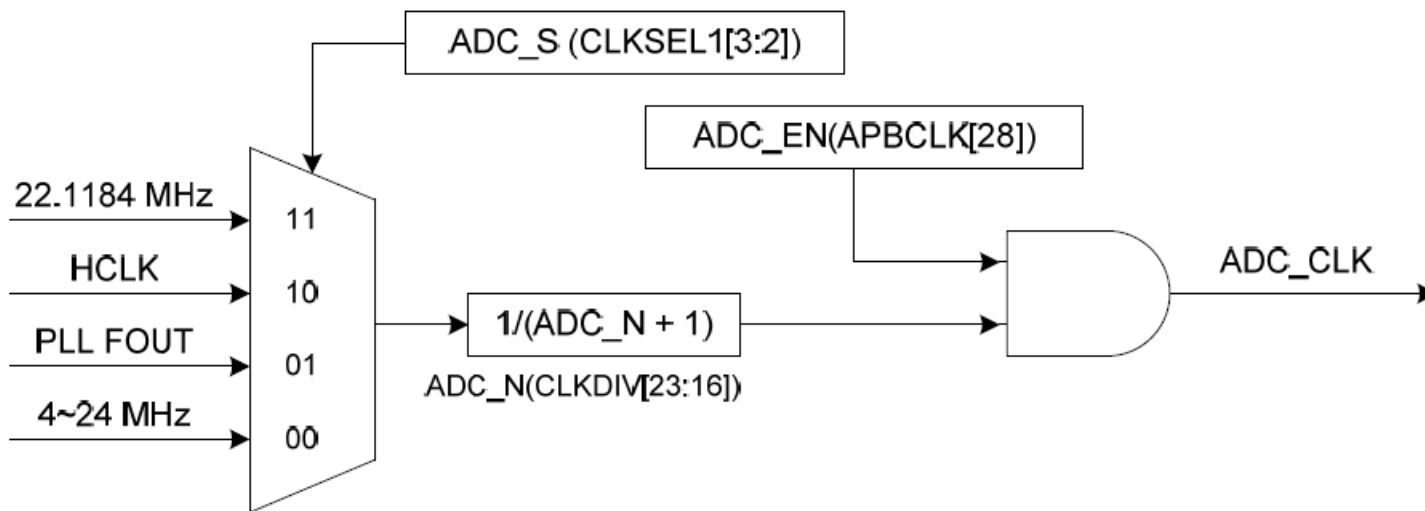 ADC_S (CLKSEL1[3:2])
ADC_EN(APBCLK[28])
22.1184 MHz
11
HCLK
10
PLL FOUT
01
4~24 MHz
00
1/(ADC_N + 1)
ADC_N(CLKDIV[23:16])
ADC_CLK